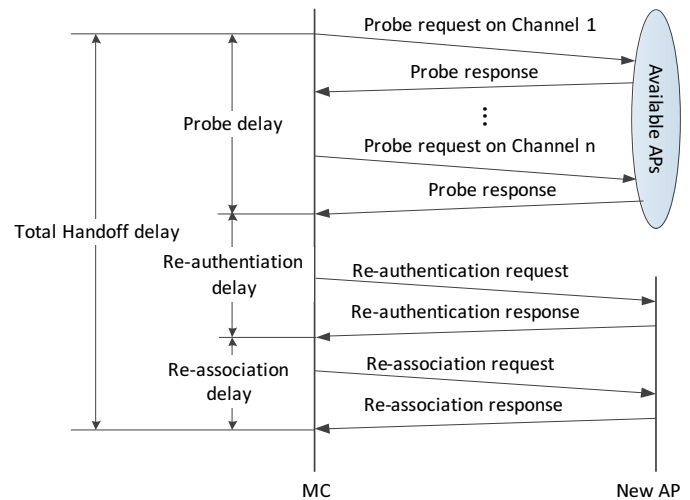 Probe request on Channel 1
Probe response
Available APs
⋮
Probe delay
Probe request on Channel n
Probe response
Total Handoff delay
Re-authentiation
delay
Re-authentication request
Re-authentication response
Re-association
delay
Re-association request
Re-association response
MC
New AP